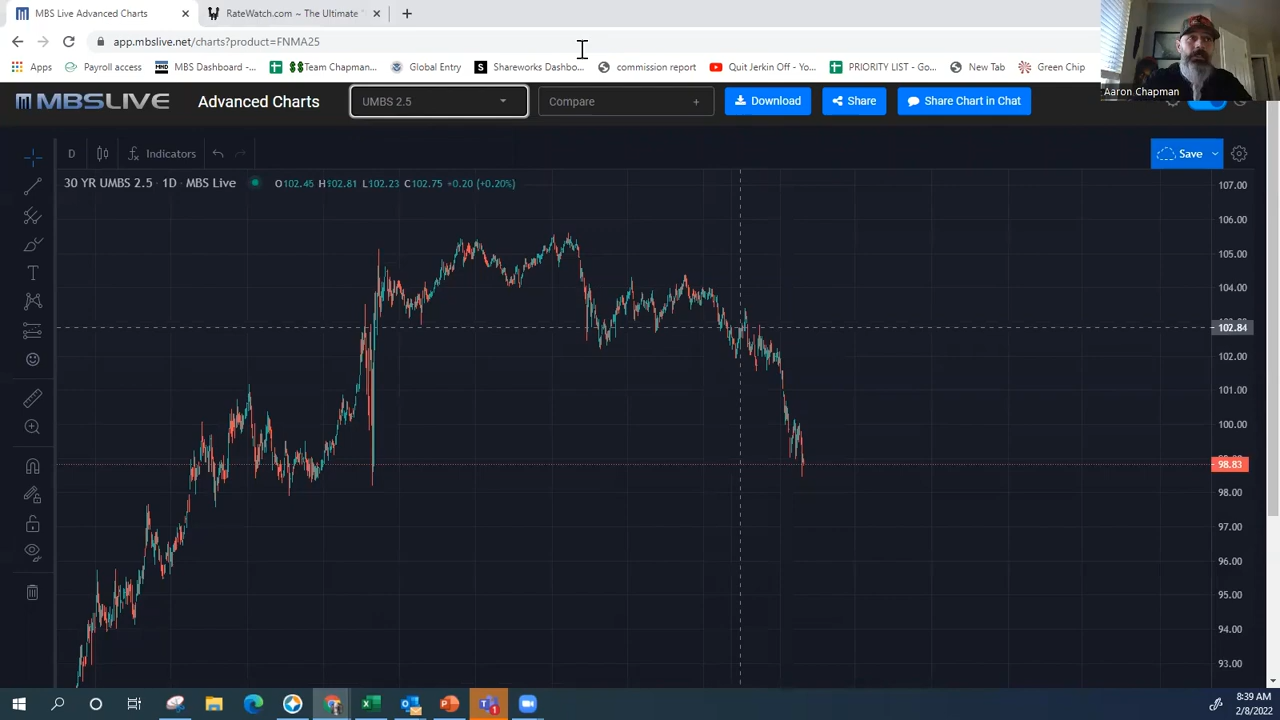 MBS Live Advanced Charts
RateWatch.com ~ The Ultimate
app.mbslive.net/charts?product=FNMA25
Apps
Payroll access
MBS Dashboard -...
$$Team Chapman...
Global Entry
Shareworks Dashbo...
commission report
Quit Jerkin Off - Yo...
PRIORITY LIST - Go...
New Tab
Green Chip
Aaron Chapman
MBSLIVE
Advanced Charts
UMBS 2.5
Compare
Download
Share
Share Chart in Chat
D
Indicators
Save
30 YR UMBS 2.5 · 1D · MBS Live
O102.45 H102.81 L102.23 C102.75 +0.20 (+0.20%)
107.00
106.00
105.00
104.00
102.84
102.00
101.00
100.00
98.83
98.00
97.00
96.00
95.00
94.00
93.00
8:39 AM
2/8/2022